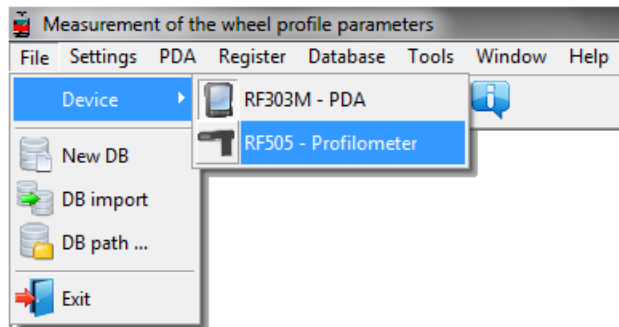 Measurement of the wheel profile parameters
File Settings PDA Register Database Tools Window Help
Device
RF303M - PDA
RF505 - Profilometer
New DB
DB import
DB path ...
Exit